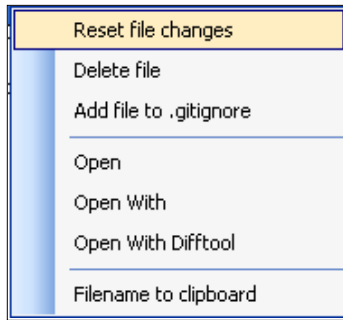 Reset file changes
Delete file
Add file to .gitignore
Open
Open With
Open With Difftool
Filename to clipboard